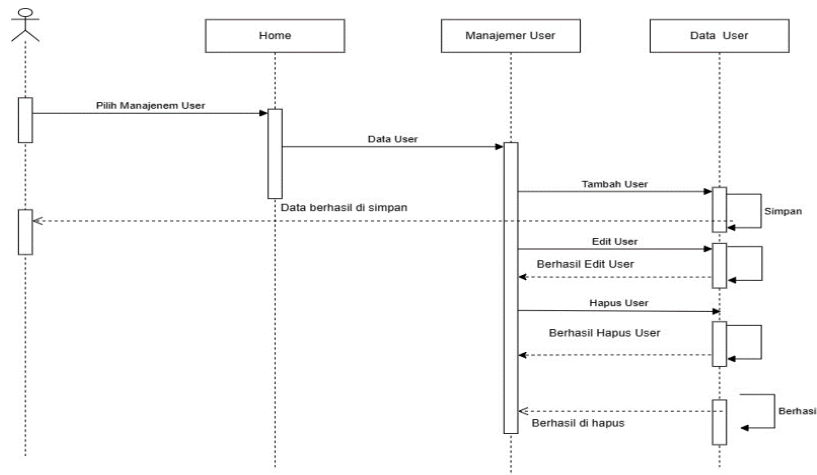 Home
Manajemer User
Data User
Pilih Manajenem User
Data User
Tambah User
Data berhasil di simpan
Simpan
Edit User
Berhasil Edit User
Hapus User
Berhasil Hapus User
Berhasi
Berhasil di hapus